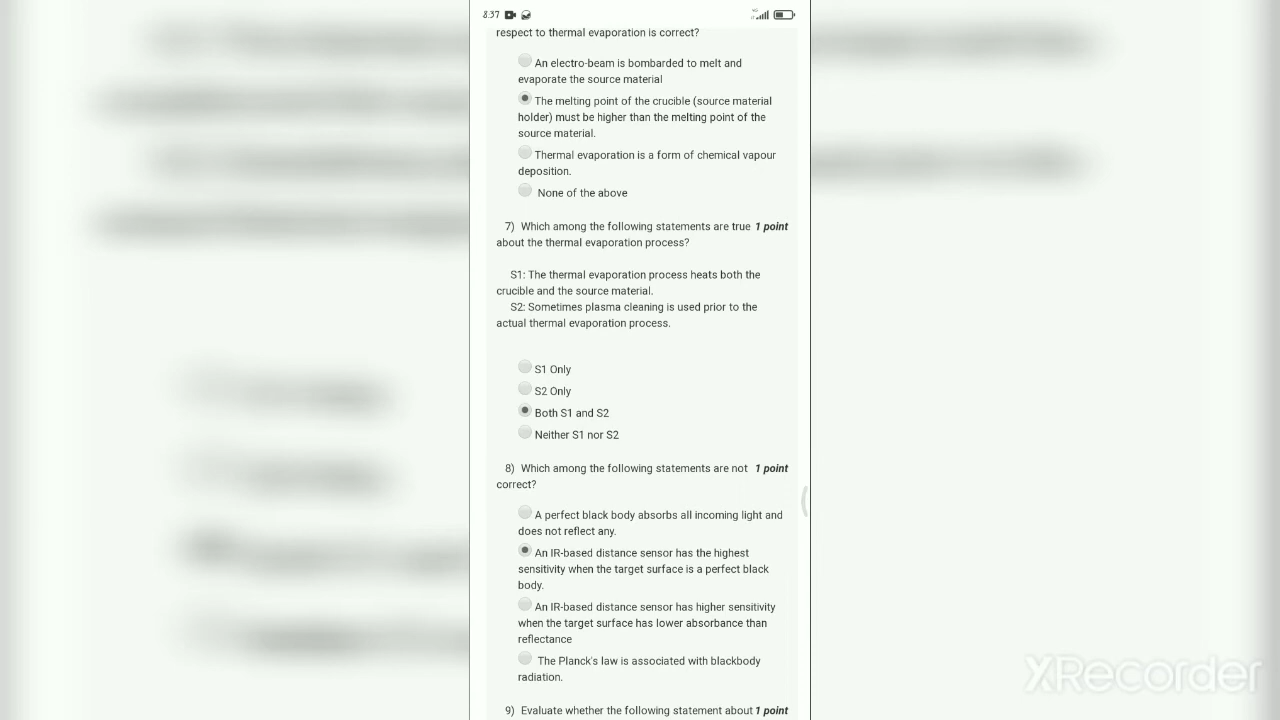 8:37
respect to thermal evaporation is correct?
An electro-beam is bombarded to melt and
evaporate the source material
The melting point of the crucible (source material
holder) must be higher than the melting point of the
source material.
Thermal evaporation is a form of chemical vapour
deposition.
None of the above
7) Which among the following statements are true 1 point
about the thermal evaporation process?
S1: The thermal evaporation process heats both the
crucible and the source material.
S2: Sometimes plasma cleaning is used prior to the
actual thermal evaporation process.
S1 Only
S2 Only
Both S1 and S2
Neither S1 nor S2
8) Which among the following statements are not 1 point
correct?
A perfect black body absorbs all incoming light and
does not reflect any.
An IR-based distance sensor has the highest
sensitivity when the target surface is a perfect black
body.
An IR-based distance sensor has higher sensitivity
when the target surface has lower absorbance than
reflectance
The Planck's law is associated with blackbody
radiation.
9) Evaluate whether the following statement about 1 point
XRecorder